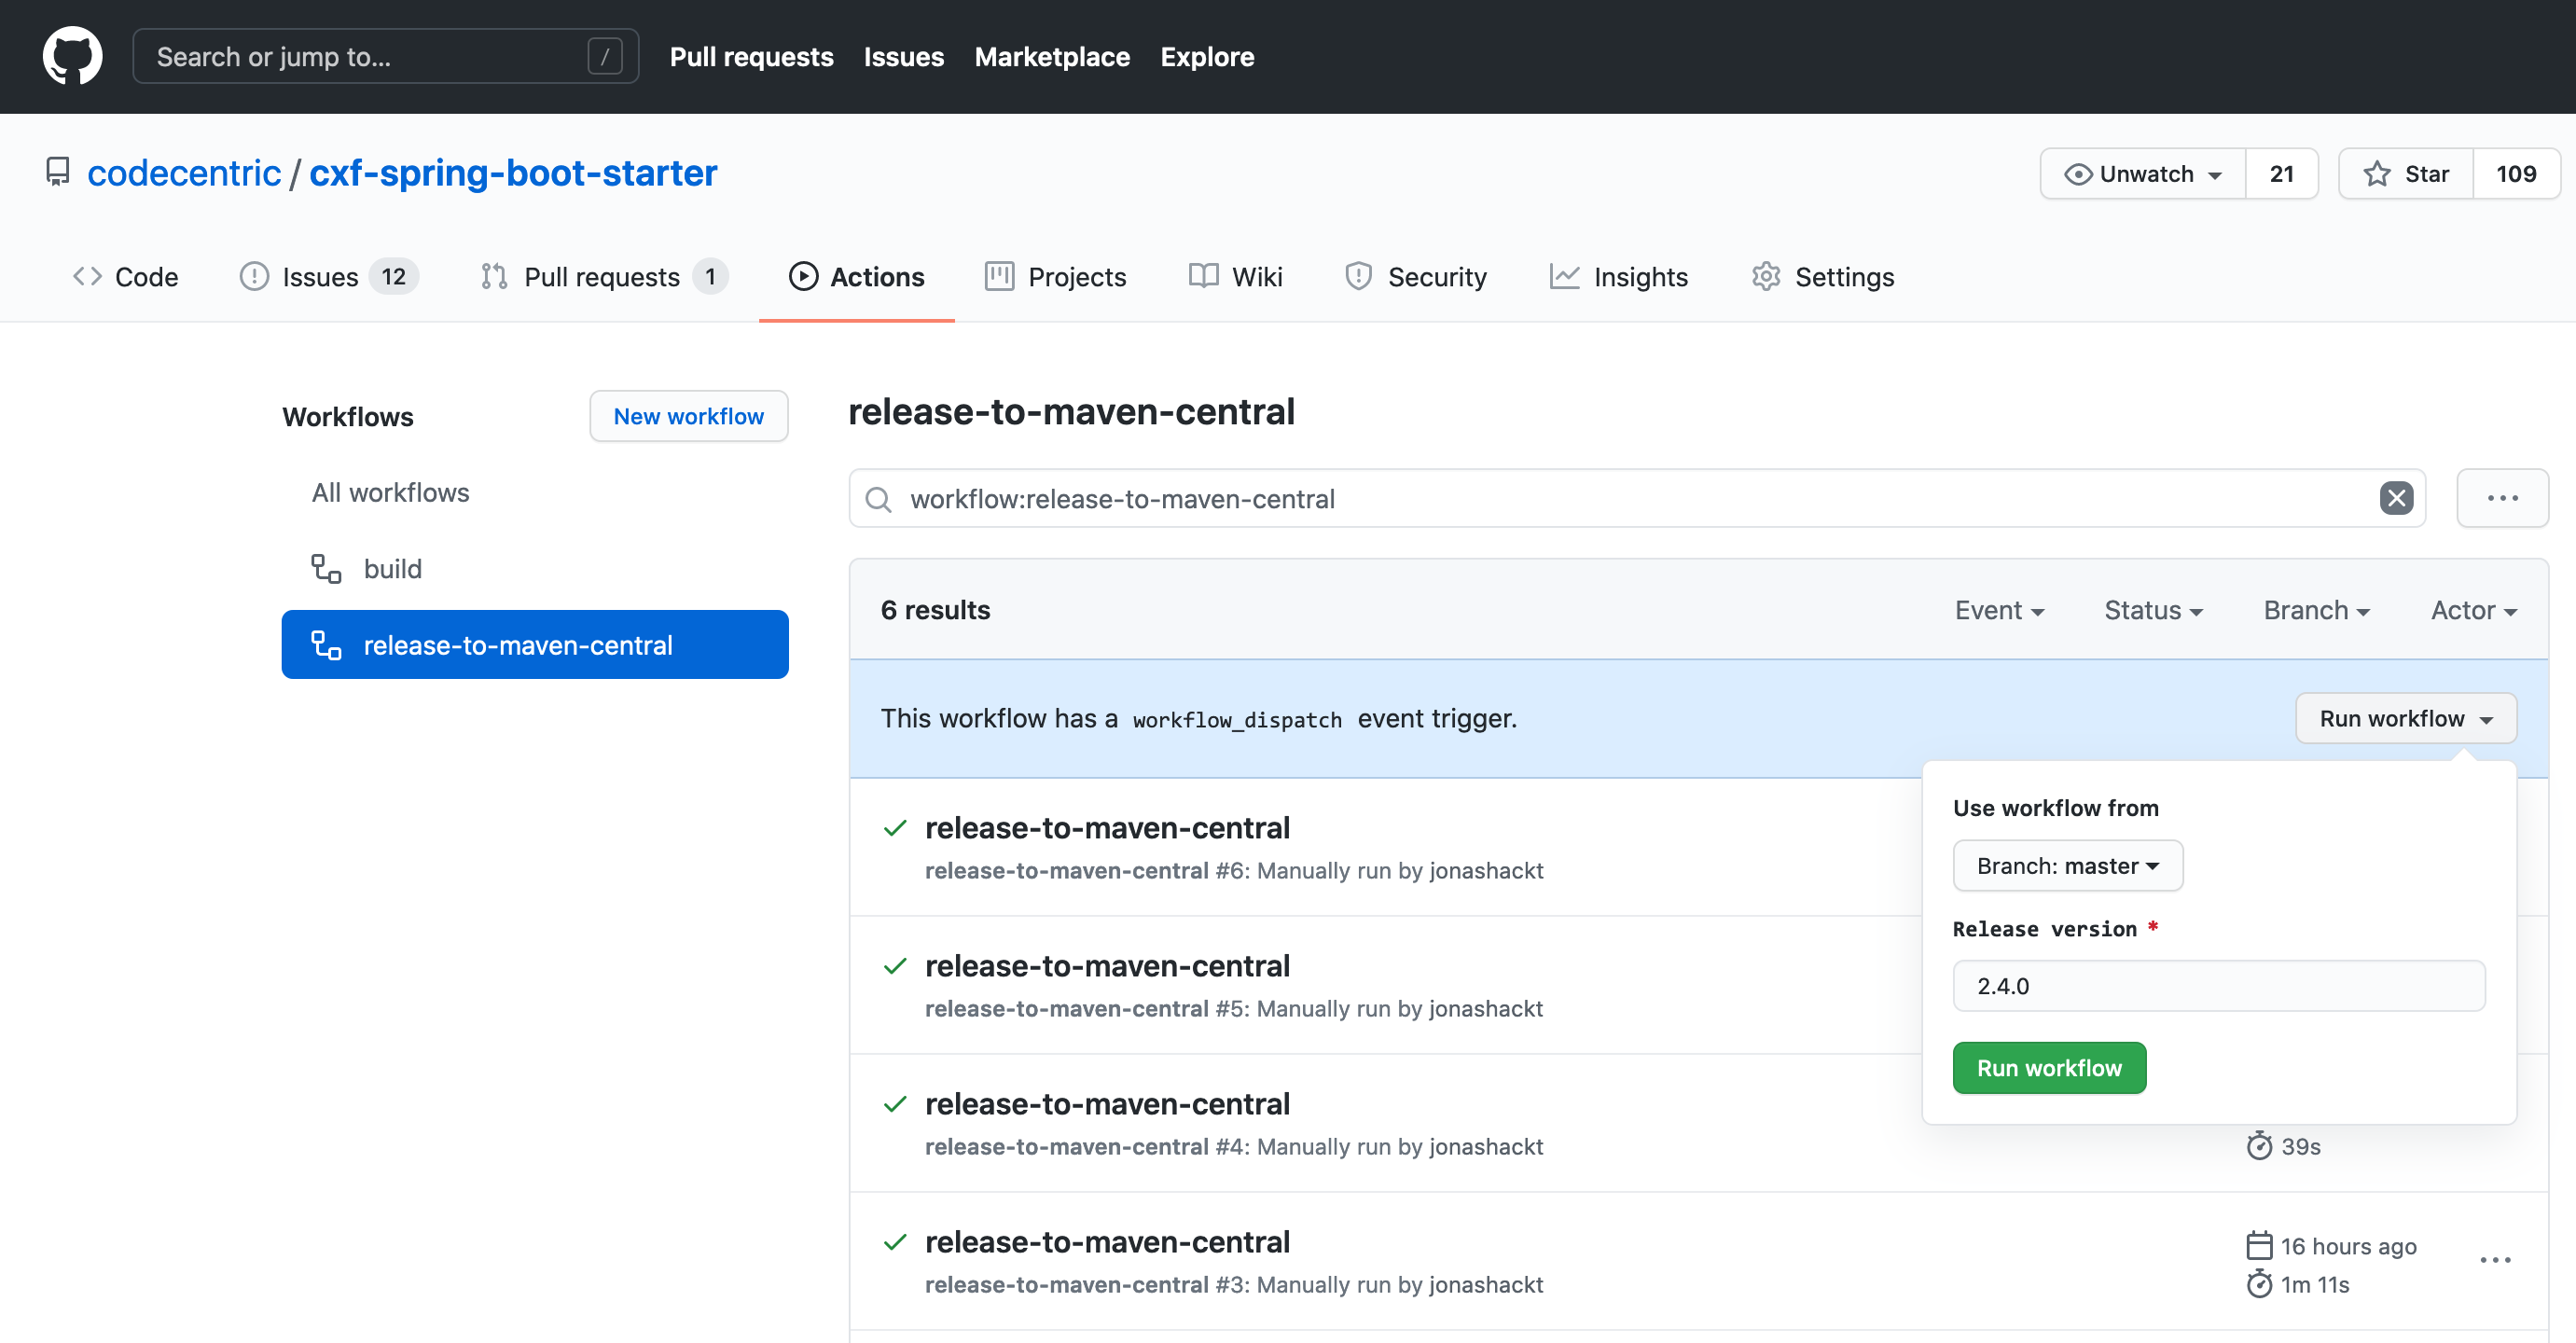 Search or jump to... /
Pull requests Issues Marketplace Explore
codecentric / cxf-spring-boot-starter
Unwatch 21 Star 109
Code Issues 12 Pull requests 1 Actions Projects Wiki Security Insights Settings
Workflows
New workflow
All workflows
build
release-to-maven-central
release-to-maven-central
workflow:release-to-maven-central
6 results
Event Status Branch Actor
This workflow has a workflow_dispatch event trigger.
Run workflow
Use workflow from
Branch: master
Release version *
2.4.0
Run workflow
release-to-maven-central
release-to-maven-central #6: Manually run by jonashackt
release-to-maven-central
release-to-maven-central #5: Manually run by jonashackt
release-to-maven-central
release-to-maven-central #4: Manually run by jonashackt
39s
release-to-maven-central
release-to-maven-central #3: Manually run by jonashackt
16 hours ago
1m 11s